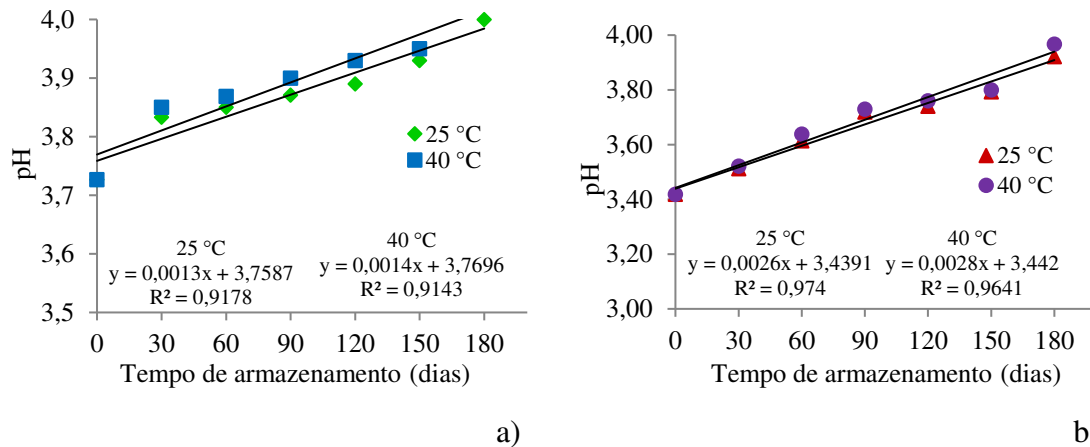 4,0
3,9
3,8
3,7
3,6
3,5
pH
25 °C
40 °C
25 °C
y = 0,0013x + 3,7587
R² = 0,9178
40 °C
y = 0,0014x + 3,7696
R² = 0,9143
0 30 60 90 120 150 180
Tempo de armazenamento (dias)
a)
4,00
3,80
3,60
3,40
3,20
3,00
pH
25 °C
40 °C
25 °C
y = 0,0026x + 3,4391
R² = 0,974
40 °C
y = 0,0028x + 3,442
R² = 0,9641
0 30 60 90 120 150 180
Tempo de armazenamento (dias)
b